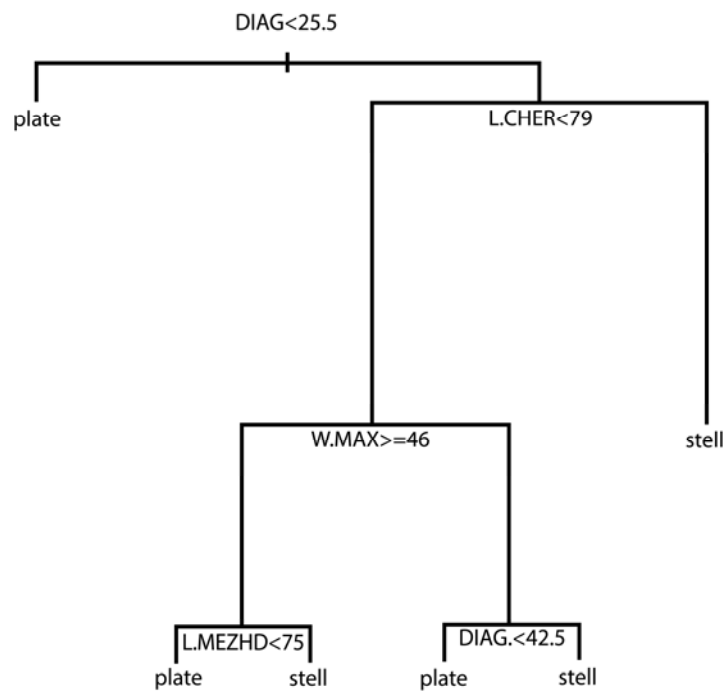 DIAG<25.5
plate
L.CHER<79
W.MAX>=46
stell
L.MEZHD<75
DIAG.<42.5
plate
stell
plate
stell